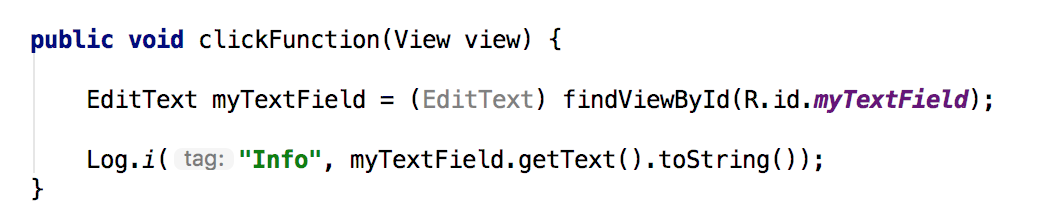 public void clickFunction(View view) {
EditText myTextField = (EditText) findViewById(R.id.myTextField);
Log.i( tag: "Info", myTextField.getText().toString());
}